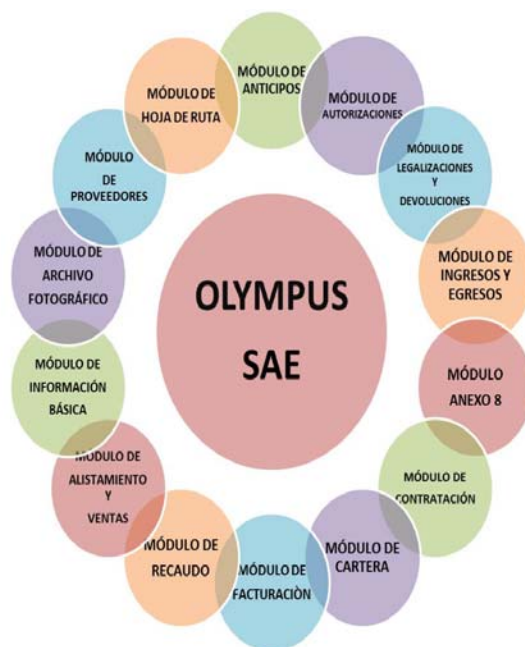 MÓDULO DE
ANTICIPOS
MÓDULO DE
AUTORIZACIONES
MÓDULO DE
LEGALIZACIONES
Y
DEVOLUCIONES
MÓDULO DE
INGRESOS Y
EGRESOS
MÓDULO
ANEXO 8
MÓDULO DE
CONTRATACIÓN
MÓDULO DE
CARTERA
MÓDULO DE
FACTURACIÒN
MÓDULO DE
RECAUDO
MÓDULO DE
ALISTAMIENTO
Y
VENTAS
MÓDULO DE
INFORMACIÓN
BÁSICA
MÓDULO DE
ARCHIVO
FOTOGRÁFICO
MÓDULO
DE
PROVEEDORES
MÓDULO DE
HOJA DE RUTA
OLYMPUS
SAE